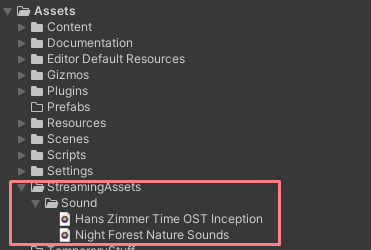 Assets
Content
Documentation
Editor Default Resources
Gizmos
Plugins
Prefabs
Resources
Scenes
Scripts
Settings
StreamingAssets
Sound
Hans Zimmer Time OST Inception
Night Forest Nature Sounds
TemporaryStuff